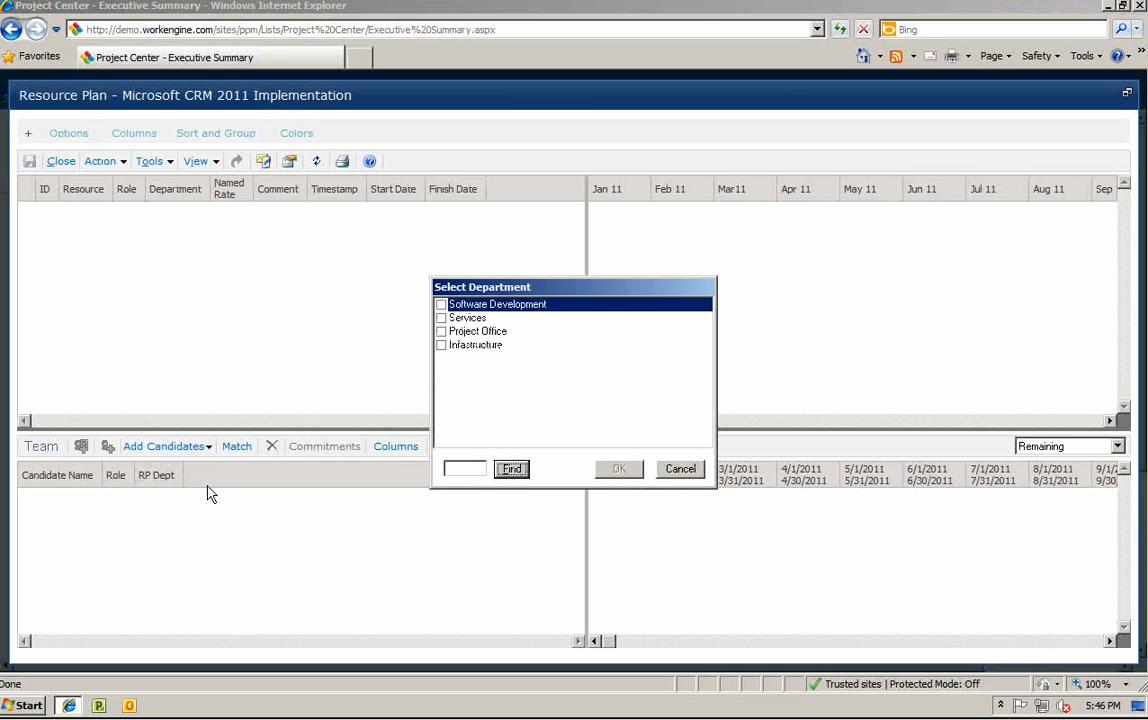 Project Center - Executive Summary - Windows Internet Explorer
http://demo.workengine.com/sites/ppm/Lists/Project%20Center/Executive%20Summary.aspx
Bing
Favorites
Project Center - Executive Summary
Page
Safety
Tools
Resource Plan - Microsoft CRM 2011 Implementation
+ Options Columns Sort and Group Colors
Close Action Tools View
ID Resource Role Department Named Rate Comment Timestamp Start Date Finish Date
Jan 11 Feb 11 Mar11 Apr 11 May 11 Jun 11 Jul 11 Aug 11 Sep
Select Department
Software Development
Services
Project Office
Infastructure
Find OK Cancel
Team Add Candidates Match Commitments Columns
Remaining
Candidate Name Role RP Dept
3/1/2011 4/1/2011 5/1/2011 6/1/2011 7/1/2011 8/1/2011 9/1/2
3/31/2011 4/30/2011 5/31/2011 6/30/2011 7/31/2011 8/31/2011 9/30/
Done
Trusted sites | Protected Mode: Off
100%
Start
5:46 PM